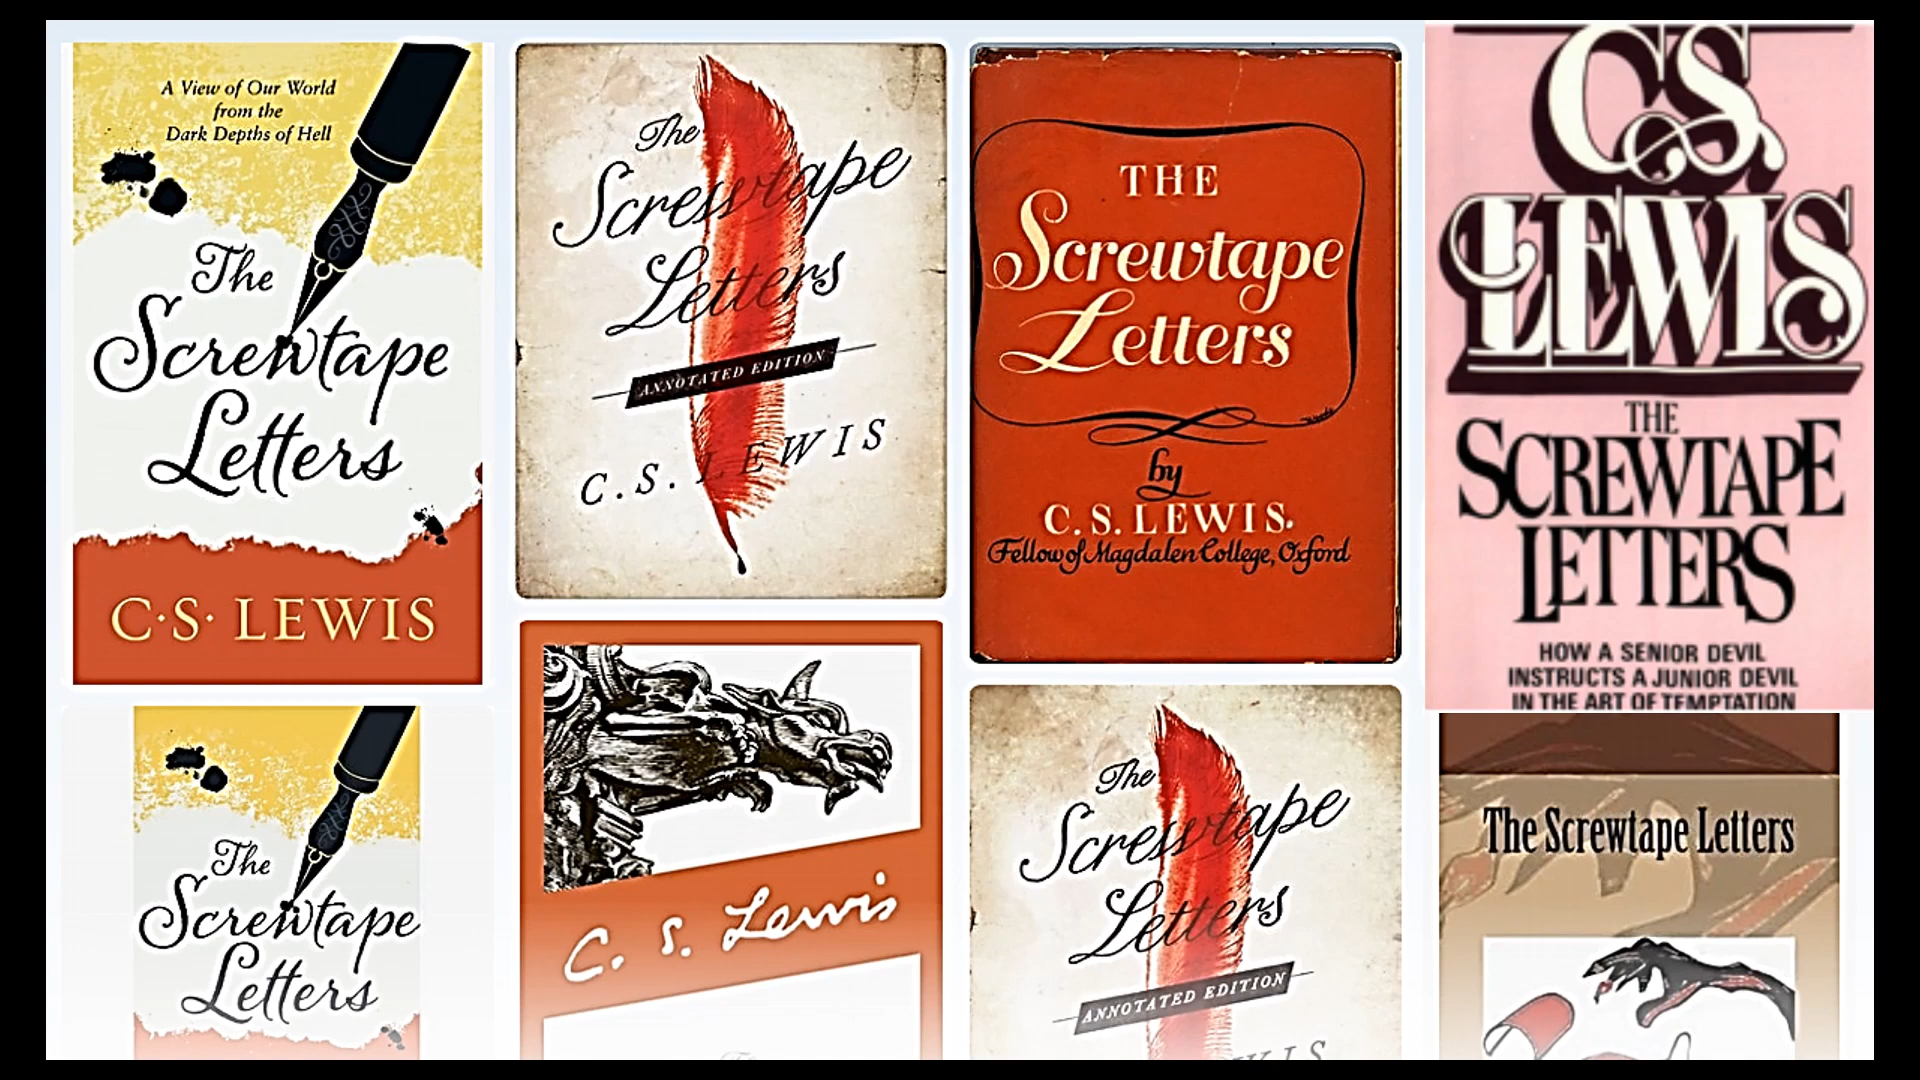 A View of Our World
from the
Dark Depths of Hell
The
Screwtape
Letters
C·S· LEWIS
The
Screwtape
Letters
ANNOTATED EDITION
C.S. LEWIS
THE
Screwtape
Letters
by
C. S. LEWIS.
Fellow of Magdalen College, Oxford
C.S.
LEWIS
THE
SCREWTAPE
LETTERS
HOW A SENIOR DEVIL
INSTRUCTS A JUNIOR DEVIL
IN THE ART OF TEMPTATION
The
Screwtape
Letters
C. S. Lewis
The
Screwtape
Letters
ANNOTATED EDITION
The Screwtape Letters